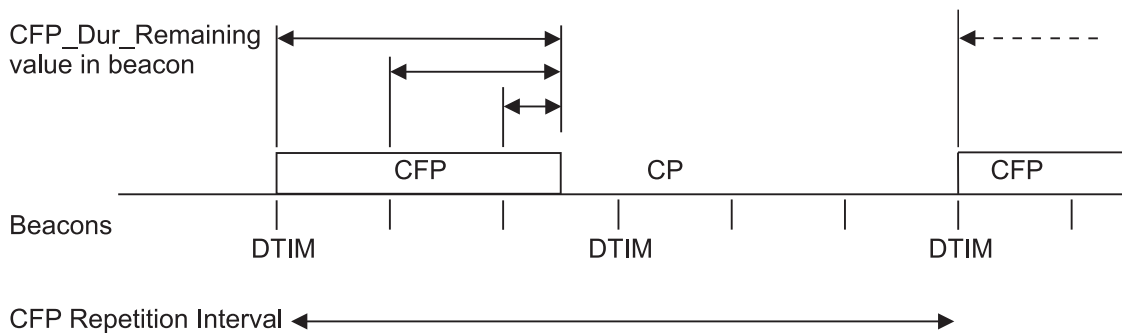 CFP_Dur_Remaining
value in beacon
CFP
CP
CFP
Beacons
DTIM
DTIM
DTIM
CFP Repetition Interval